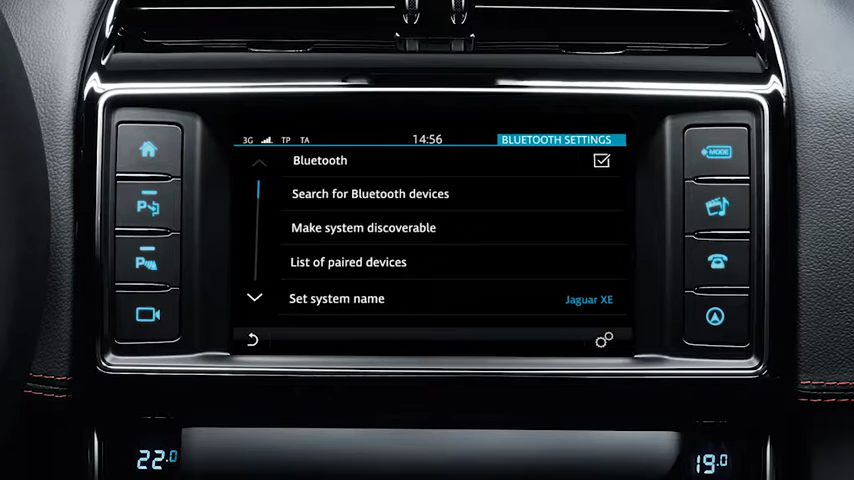 3G TP TA 14:56 BLUETOOTH SETTINGS
Bluetooth
Search for Bluetooth devices
Make system discoverable
List of paired devices
Set system name Jaguar XE
MODE
P
P
22.0
19.0